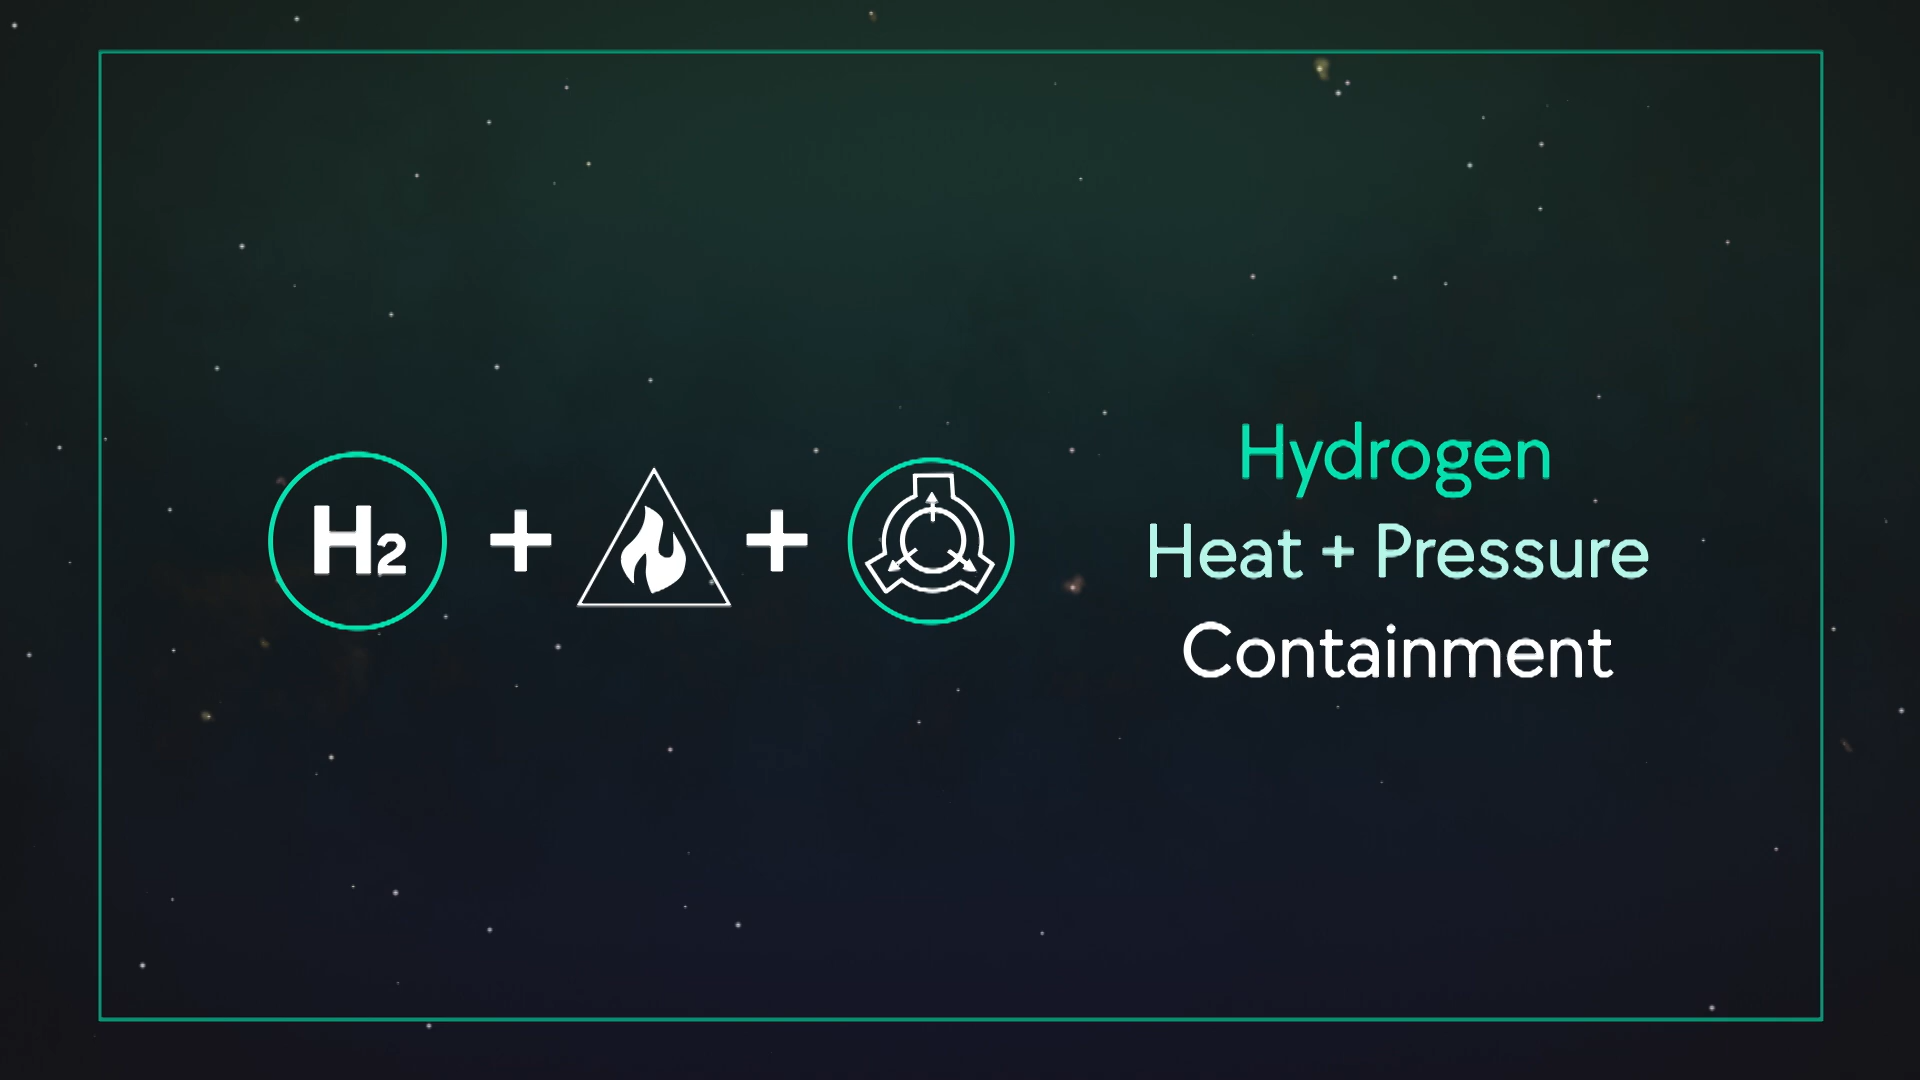 H2 + +
Hydrogen
Heat + Pressure
Containment